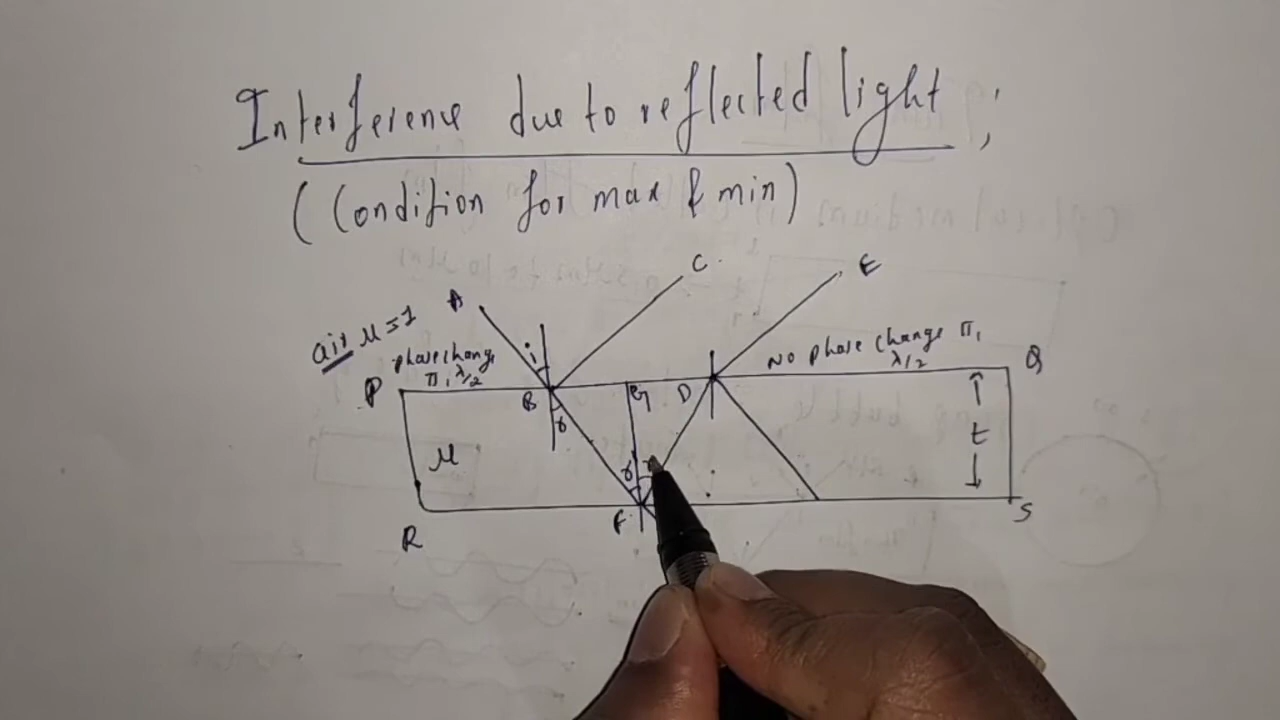 Interference due to reflected light ;
( Condition for max & min )
C
E
A
air μ=1
phase change
π, λ/2
i
No phase change π,
λ/2
P
B
G
D
Q
r
μ
t
r
r
F
S
R